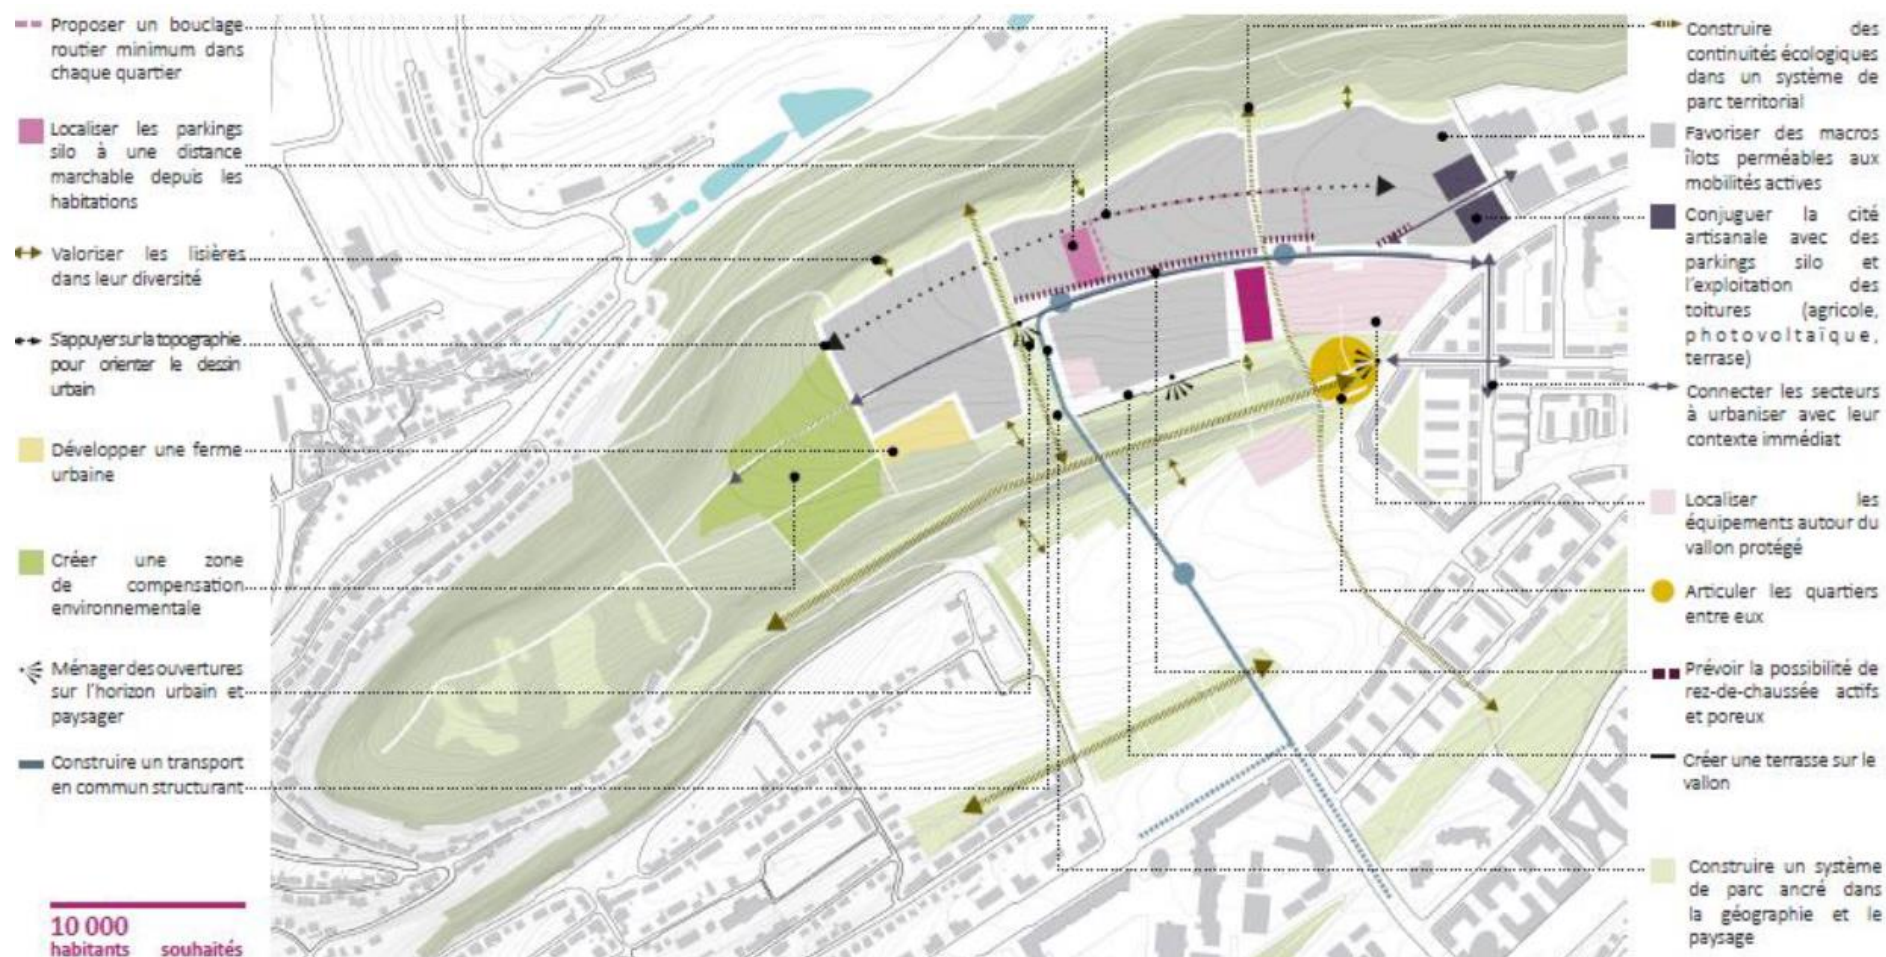 Proposer un bouclage
routier minimum dans
chaque quartier
Localiser les parkings
silo à une distance
marchable depuis les
habitations
Valoriser les lisières
dans leur diversité
S'appuyer sur la topographie
pour orienter le dessin
urbain
Développer une ferme
urbaine
Créer une zone
de compensation
environnementale
Ménager des ouvertures
sur l'horizon urbain et
paysager
Construire un transport
en commun structurant
10 000
habitants souhaités
Construire des
continuités écologiques
dans un système de
parc territorial
Favoriser des macros
îlots perméables aux
mobilités actives
Conjuguer la cité
artisanale avec des
parkings silo et
l'exploitation des
toitures (agricole,
photovoltaïque,
terrase)
Connecter les secteurs
à urbaniser avec leur
contexte immédiat
Localiser les
équipements autour du
vallon protégé
Articuler les quartiers
entre eux
Prévoir la possibilité de
rez-de-chaussée actifs
et poreux
Créer une terrasse sur le
vallon
Construire un système
de parc ancré dans
la géographie et le
paysage